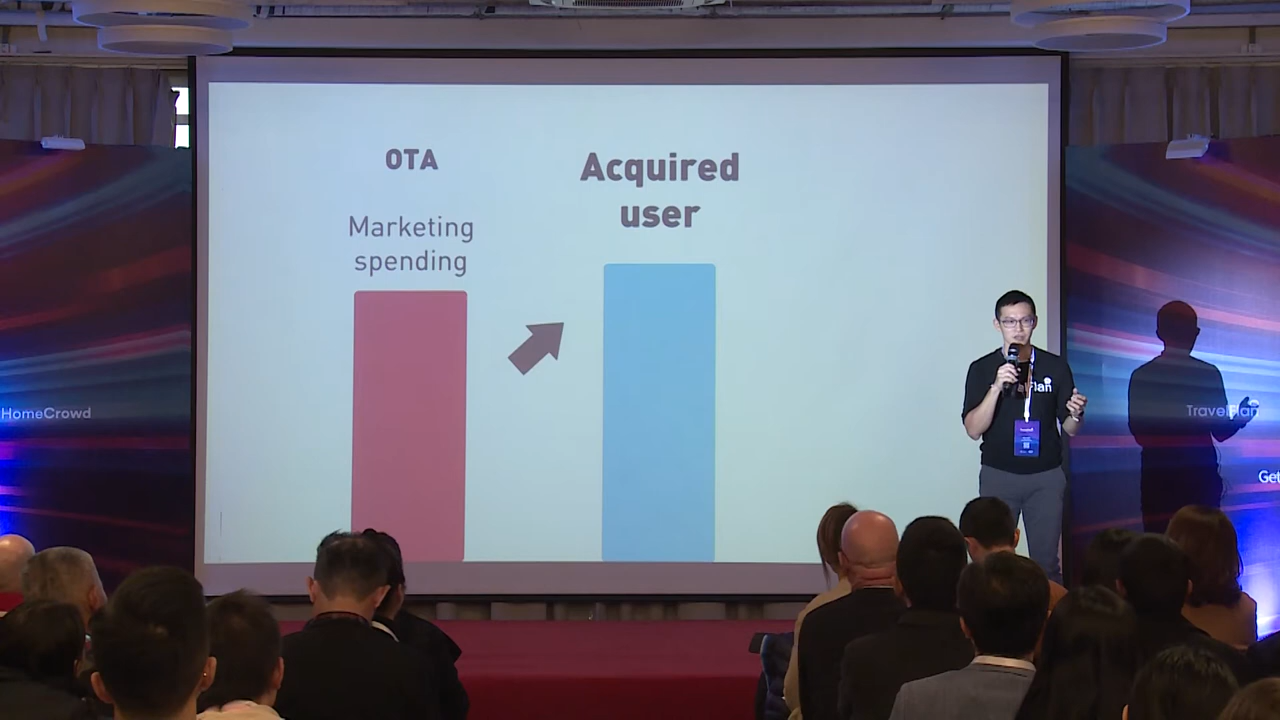 OTA
Marketing
spending
Acquired
user
HomeCrowd
TravelPlan
Get